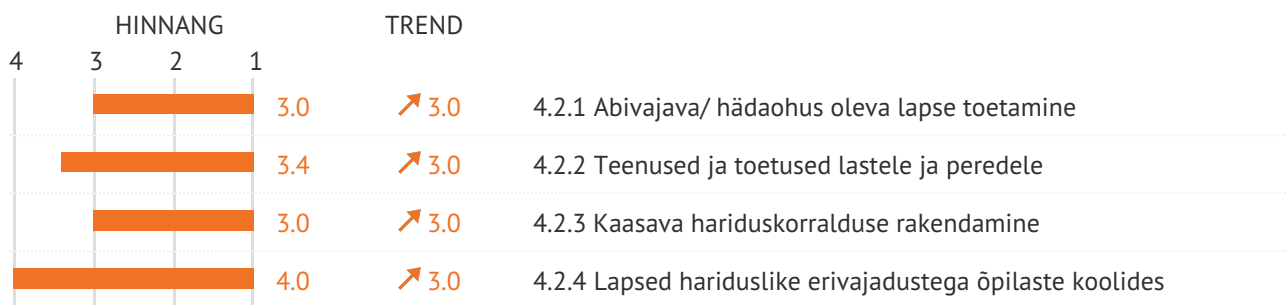 HINNANG TREND
4 3 2 1
3.0 3.0 4.2.1 Abivajava/ hädaohus oleva lapse toetamine
3.4 3.0 4.2.2 Teenused ja toetused lastele ja peredele
3.0 3.0 4.2.3 Kaasava hariduskorralduse rakendamine
4.0 3.0 4.2.4 Lapsed hariduslike erivajadustega õpilaste koolides